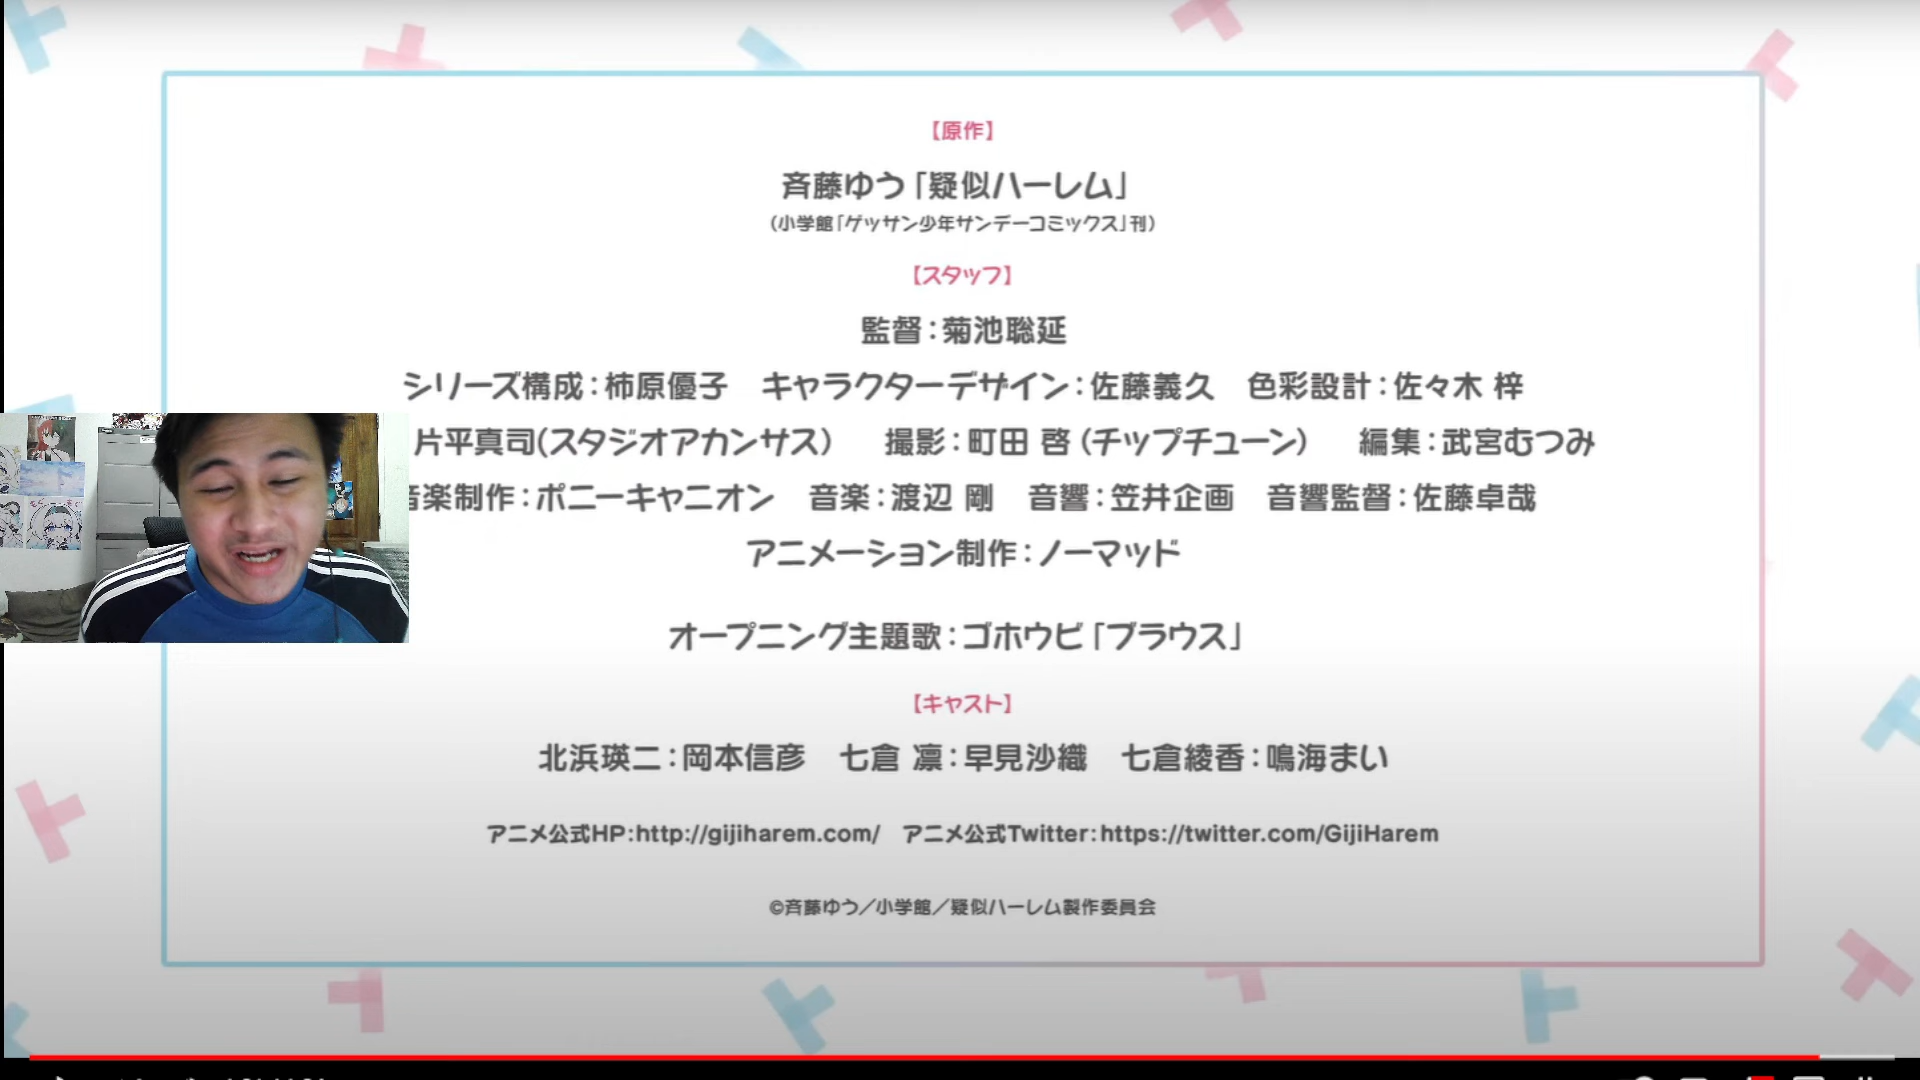 【原作】
斉藤ゆう「疑似ハーレム」
（小学館「ゲッサン少年サンデーコミックス」刊）
【スタッフ】
監督：菊池聡延
シリーズ構成：柿原優子　キャラクターデザイン：佐藤義久　色彩設計：佐々木 梓
片平真司(スタジオアカンサス）　撮影：町田 啓（チップチューン）　編集：武宮むつみ
音楽制作：ポニーキャニオン　音楽：渡辺 剛　音響：笠井企画　音響監督：佐藤卓哉
アニメーション制作：ノーマッド
オープニング主題歌：ゴホウビ「ブラウス」
【キャスト】
北浜瑛二：岡本信彦　七倉 凛：早見沙織　七倉綾香：鳴海まい
アニメ公式HP：http://gijiharem.com/　アニメ公式Twitter：https://twitter.com/GijiHarem
©斉藤ゆう／小学館／疑似ハーレム製作委員会